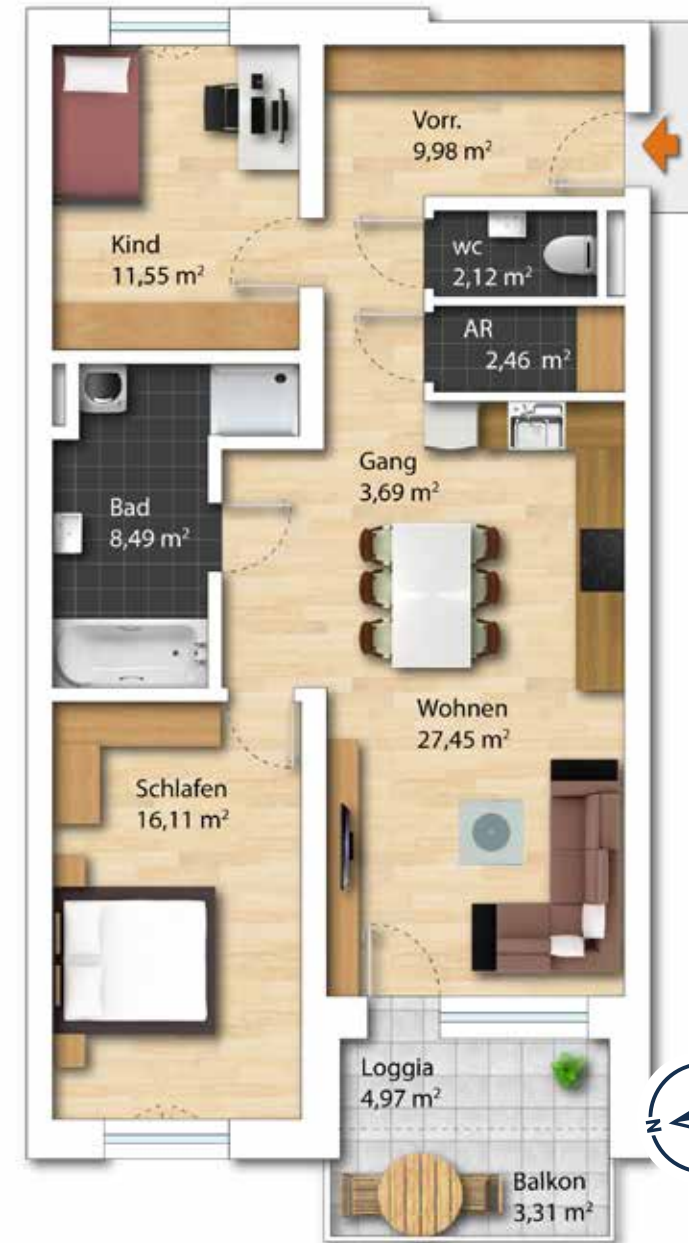 Vorr.
9,98 m²
Kind
11,55 m²
wc
2,12 m²
AR
2,46 m²
Gang
3,69 m²
Bad
8,49 m²
Wohnen
27,45 m²
Schlafen
16,11 m²
Loggia
4,97 m²
N
Balkon
3,31 m²